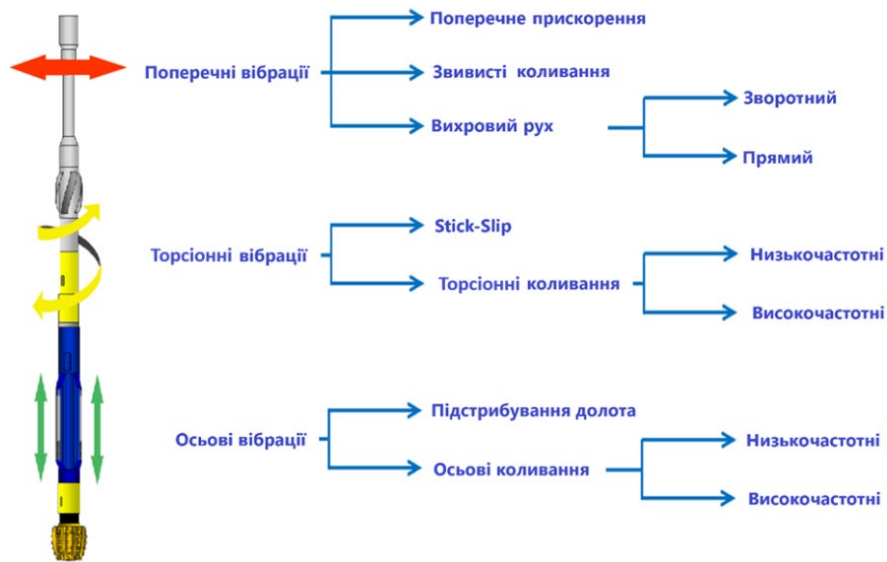 Поперечні вібрації
Поперечне прискорення
Звивисті коливання
Вихровий рух
Зворотний
Прямий
Торсіонні вібрації
Stick-Slip
Торсіонні коливання
Низькочастотні
Високочастотні
Осьові вібрації
Підстрибування долота
Осьові коливання
Низькочастотні
Високочастотні